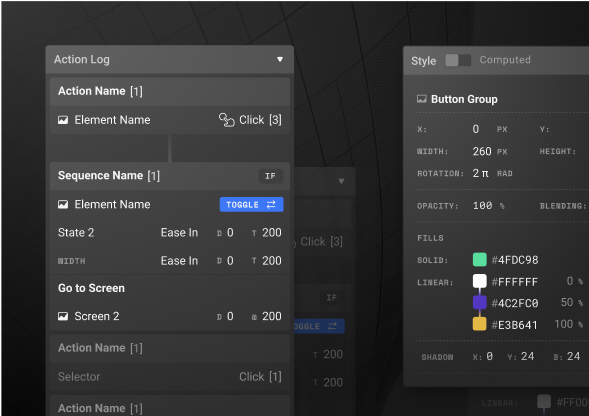 Action Log
Action Name [1]
Element Name Click [3]
Sequence Name [1] IF
Element Name TOGGLE
State 2 Ease In D 0 T 200
WIDTH Ease In D 0 T 200
Go to Screen
Screen 2 D 0 @ 200
Action Name [1]
Selector Click [1]
Action Name [1]
Click [3]
IF
OGGLE
T 200
T 200
Style Computed
Button Group
X: 0 PX Y:
WIDTH: 260 PX HEIGHT:
ROTATION: 2 π RAD
OPACITY: 100 % BLENDING:
FILLS
SOLID: #4FDC98
LINEAR: #FFFFFF 0 %
#4C2FC0 50 %
#E3B641 100 %
SHADOW X: 0 Y: 24 B: 24
LINEAR: #FF00